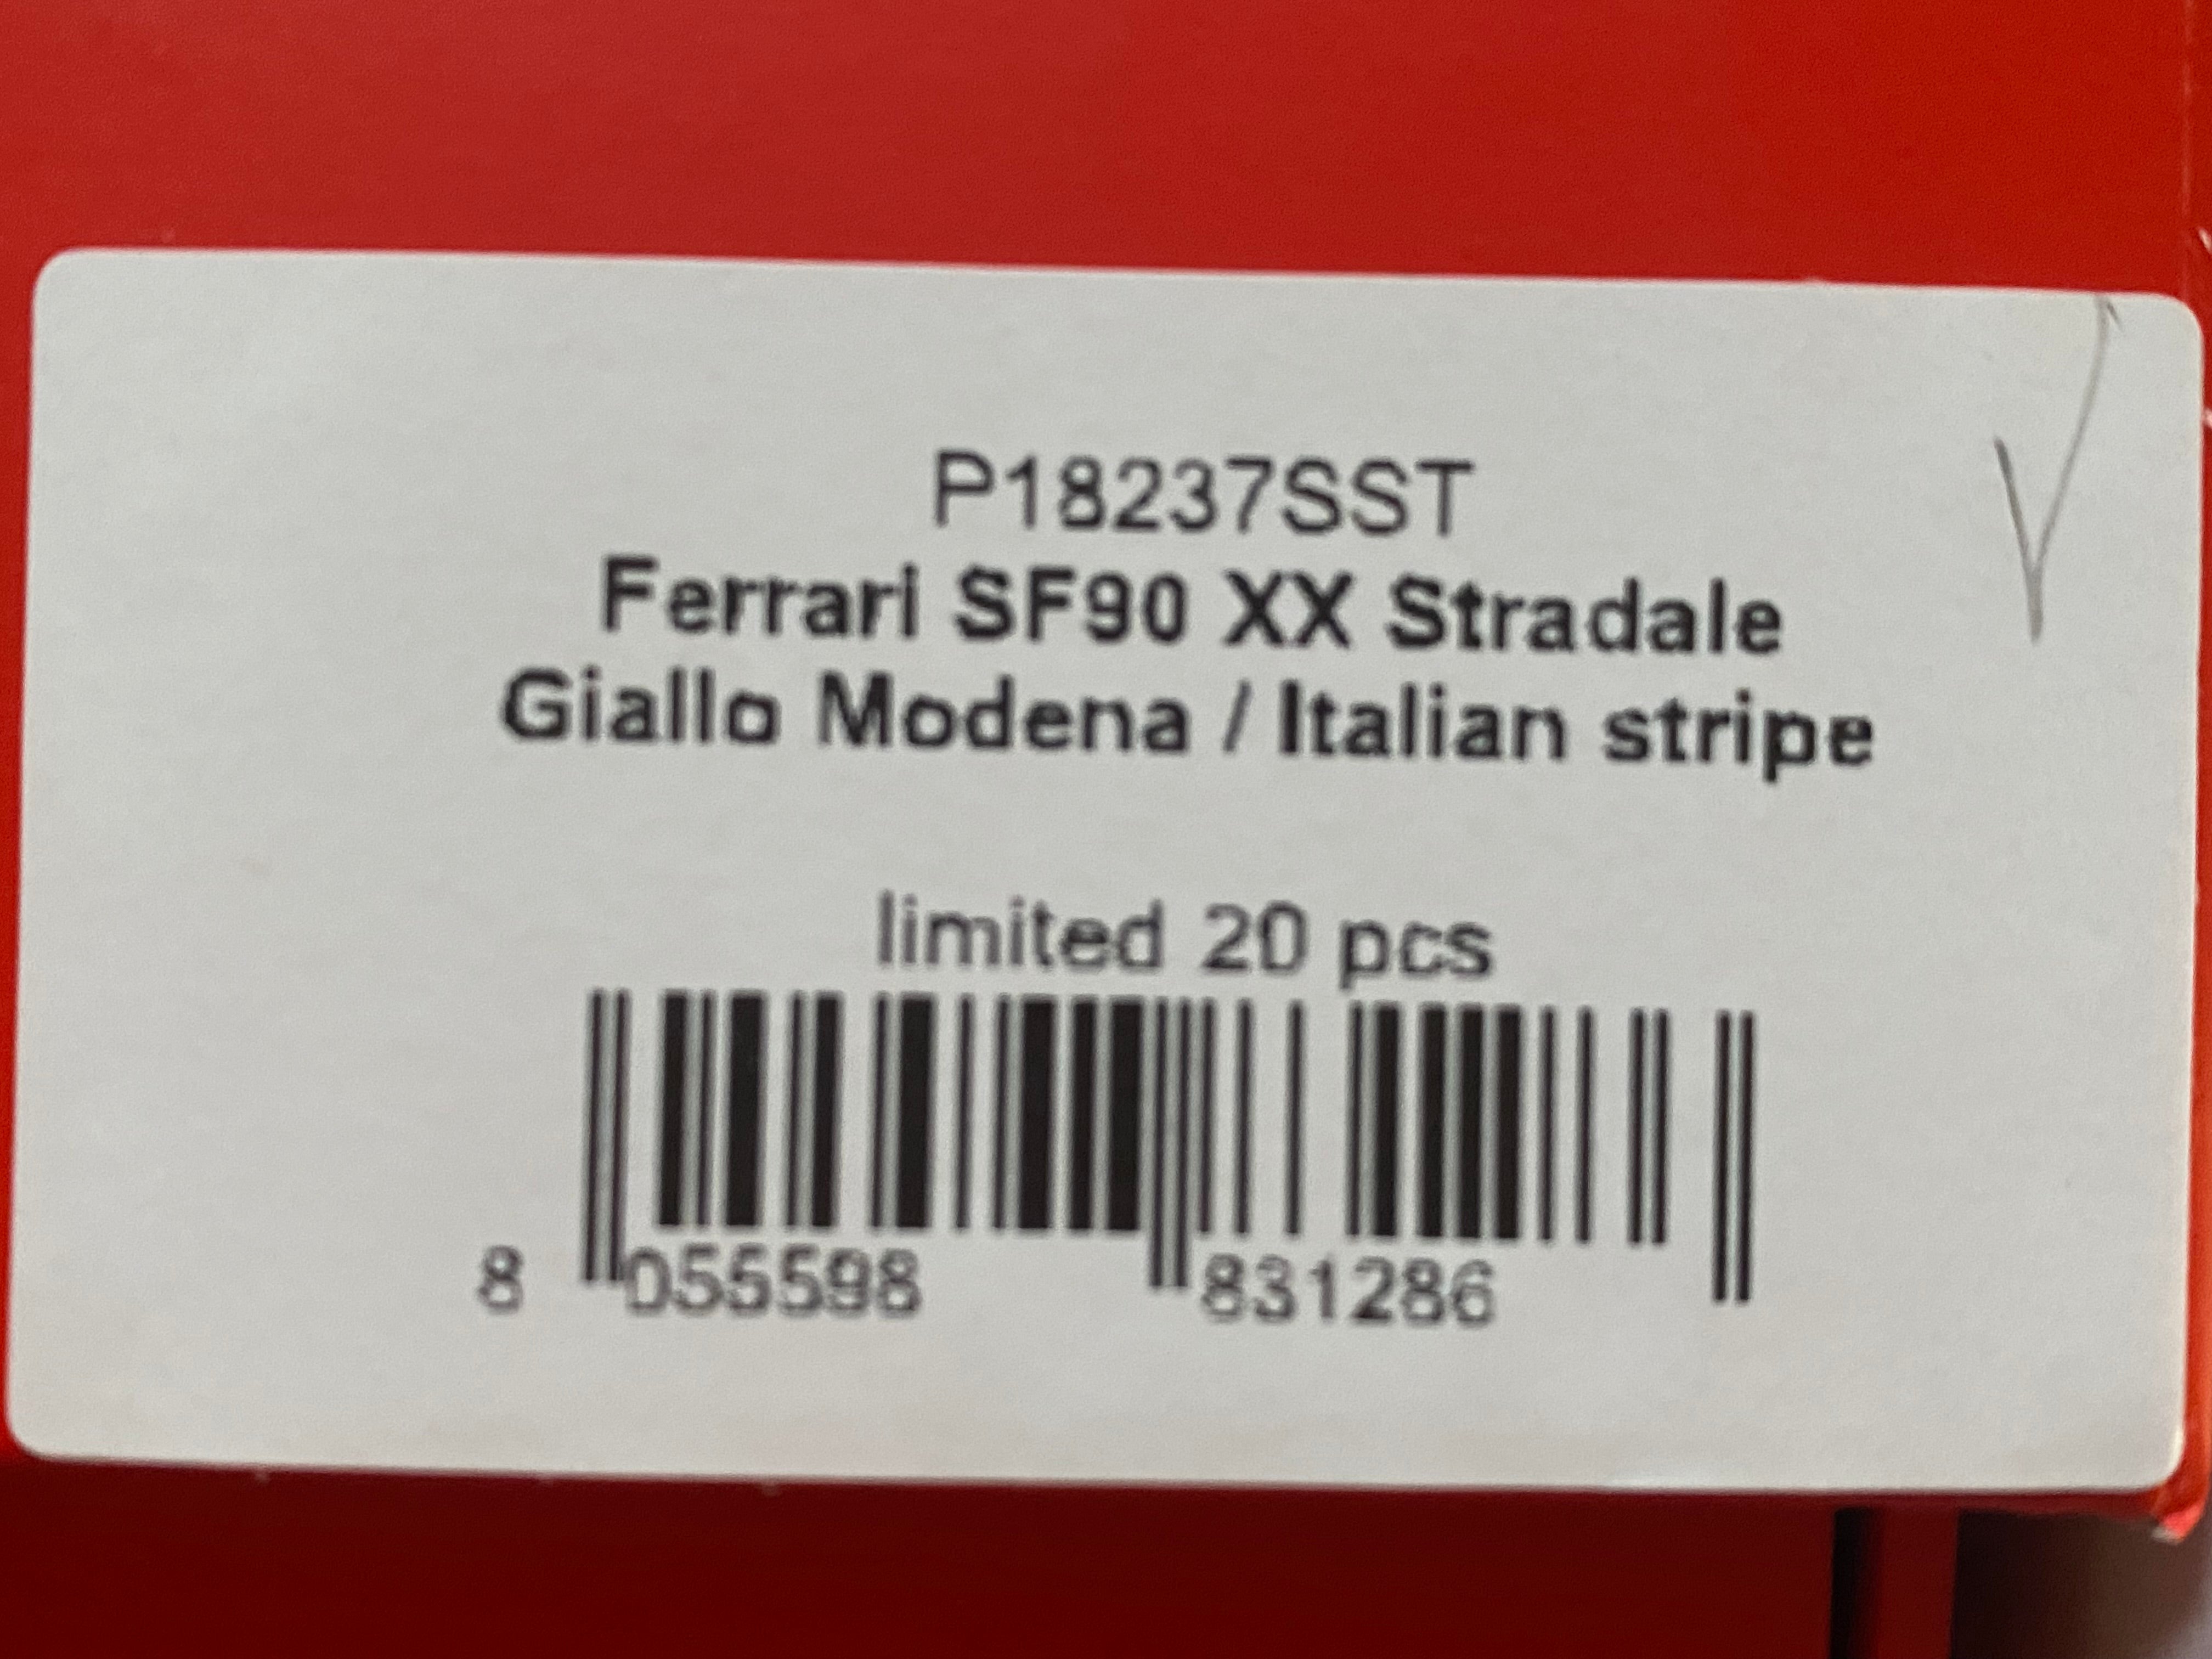 P18237SST
Ferrari SF90 XX Stradale
Giallo Modena / Italian stripe
limited 20 pcs
8 055598 831286